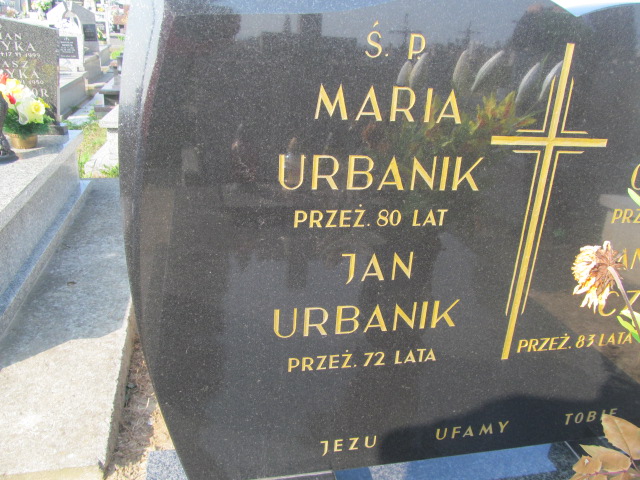 Ś. P
MARIA
URBANIK
PRZEŻ. 80 LAT
JAN
URBANIK
PRZEŻ. 72 LATA
PRZEŻ. 83 LATA
JEZU UFAMY TOBIE